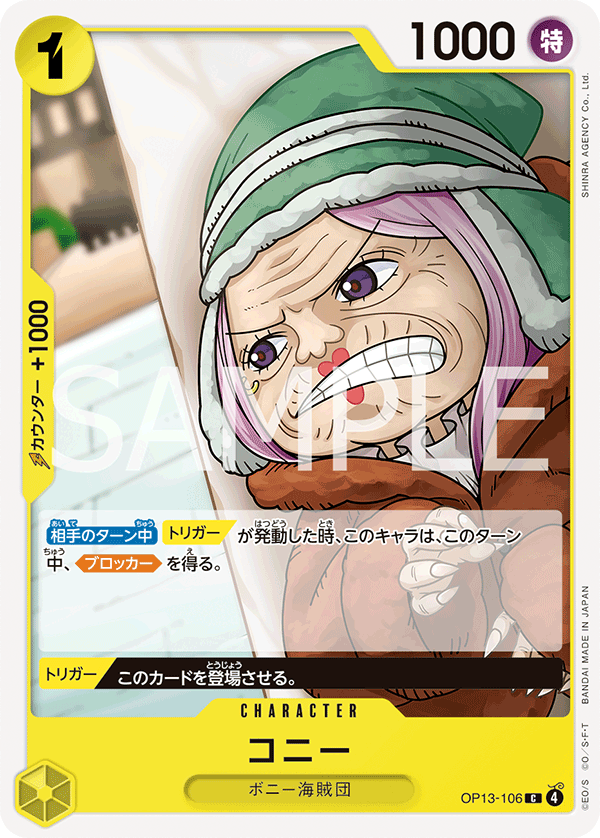 1
1000
特
SHINRA AGENCY Co., Ltd.
カウンター +1000
SAMPLE
相手のターン中 トリガー が発動した時、このキャラは、このターン
中、ブロッカー を得る。
トリガー このカードを登場させる。
CHARACTER
コニー
ボニー海賊団
OP13-106 C 4
©E.O/S ©O/S・F・T BANDAI MADE IN JAPAN